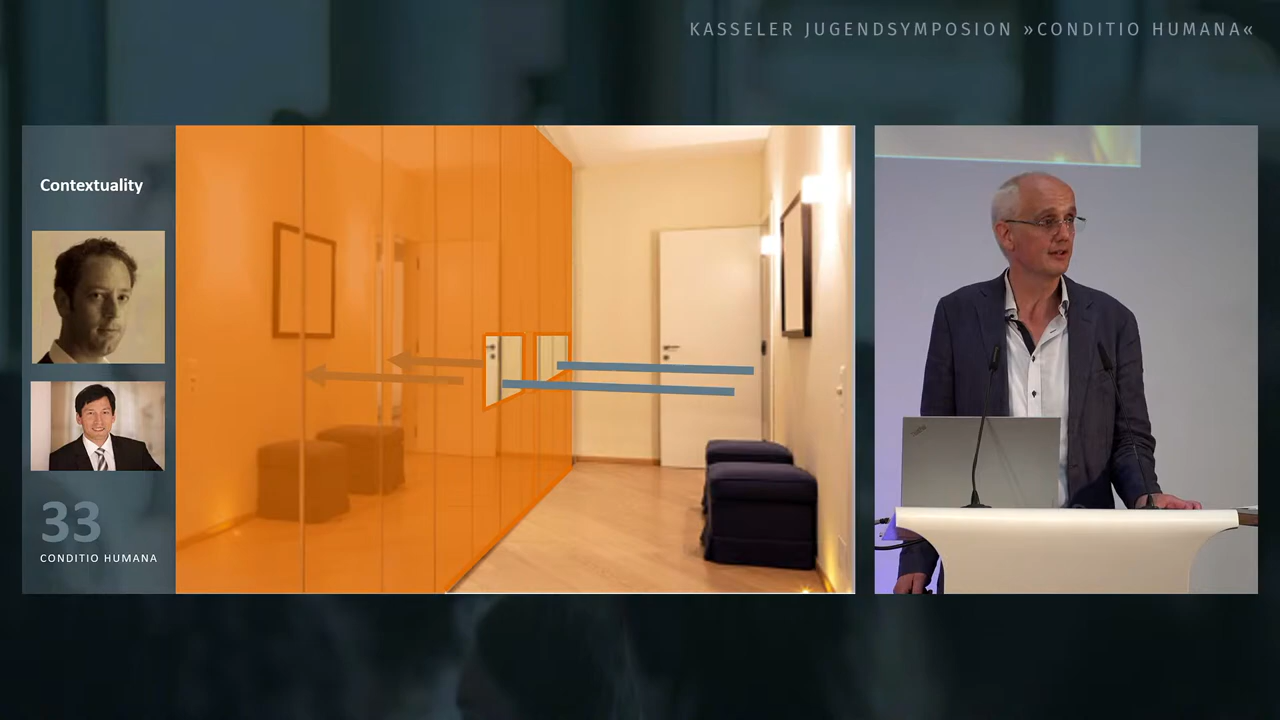 KASSELER JUGENDSYMPOSION »CONDITIO HUMANA«
Contextuality
33
CONDITIO HUMANA